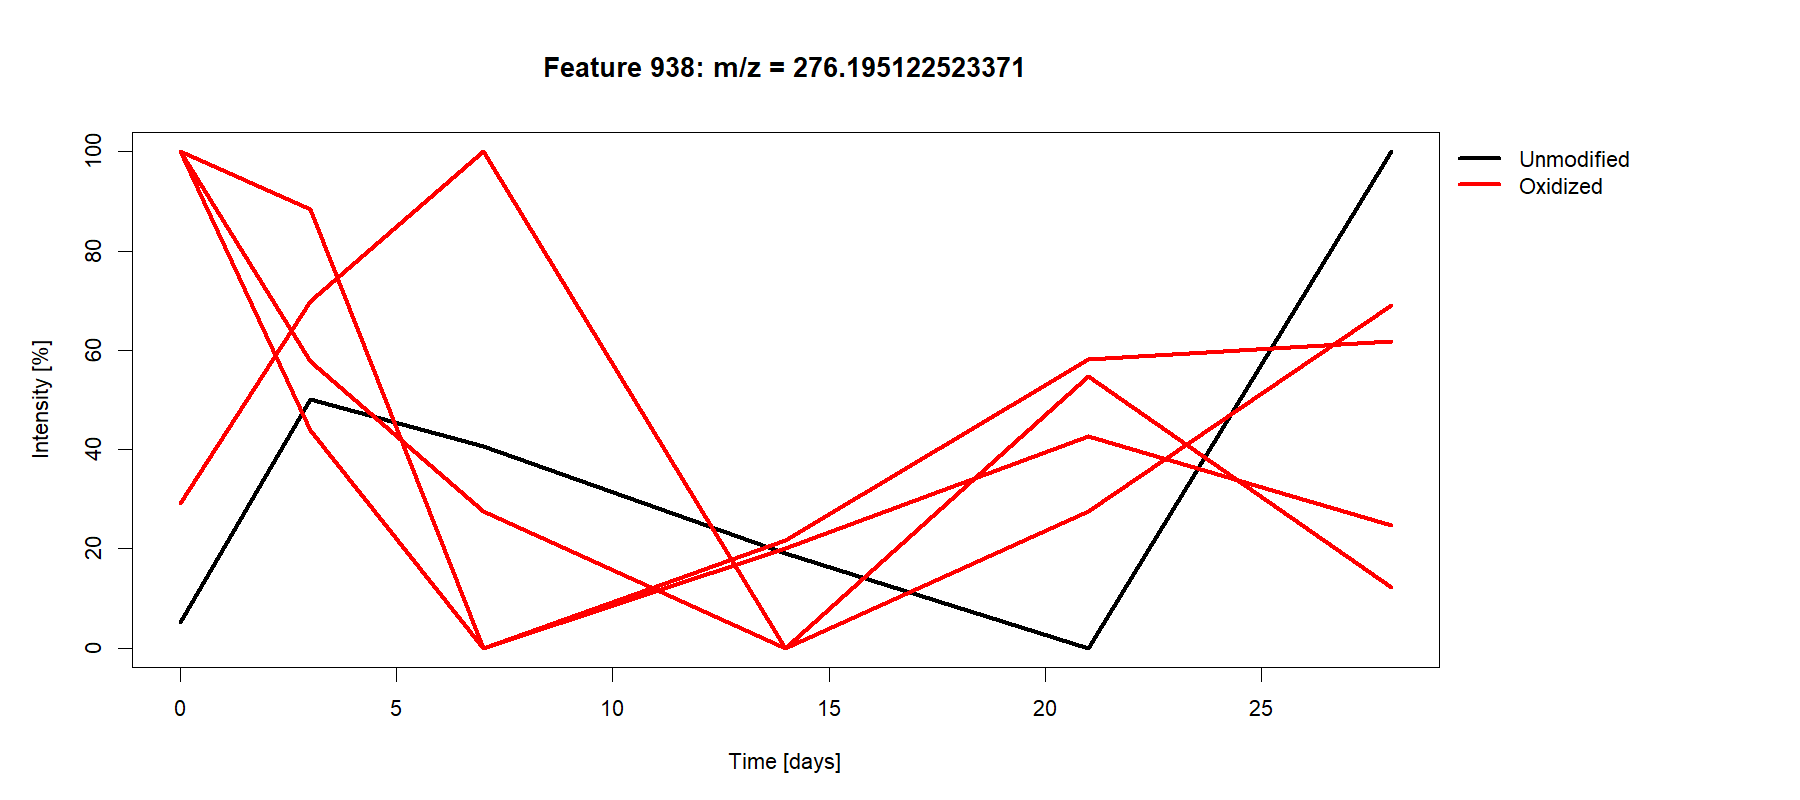 Feature 938: m/z = 276.195122523371
Unmodified
Oxidized
Intensity [%]
100
80
60
40
20
0
0 5 10 15 20 25
Time [days]